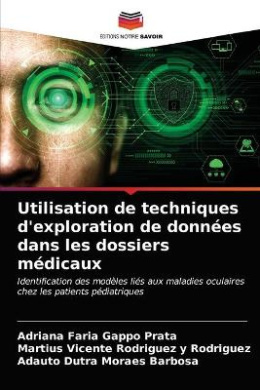 EDITIONS NOTRE SAVOIR
Utilisation de techniques
d'exploration de données
dans les dossiers
médicaux
Identification des modèles liés aux maladies oculaires
chez les patients pédiatriques
Adriana Faria Gappo Prata
Martius Vicente Rodriguez y Rodriguez
Adauto Dutra Moraes Barbosa